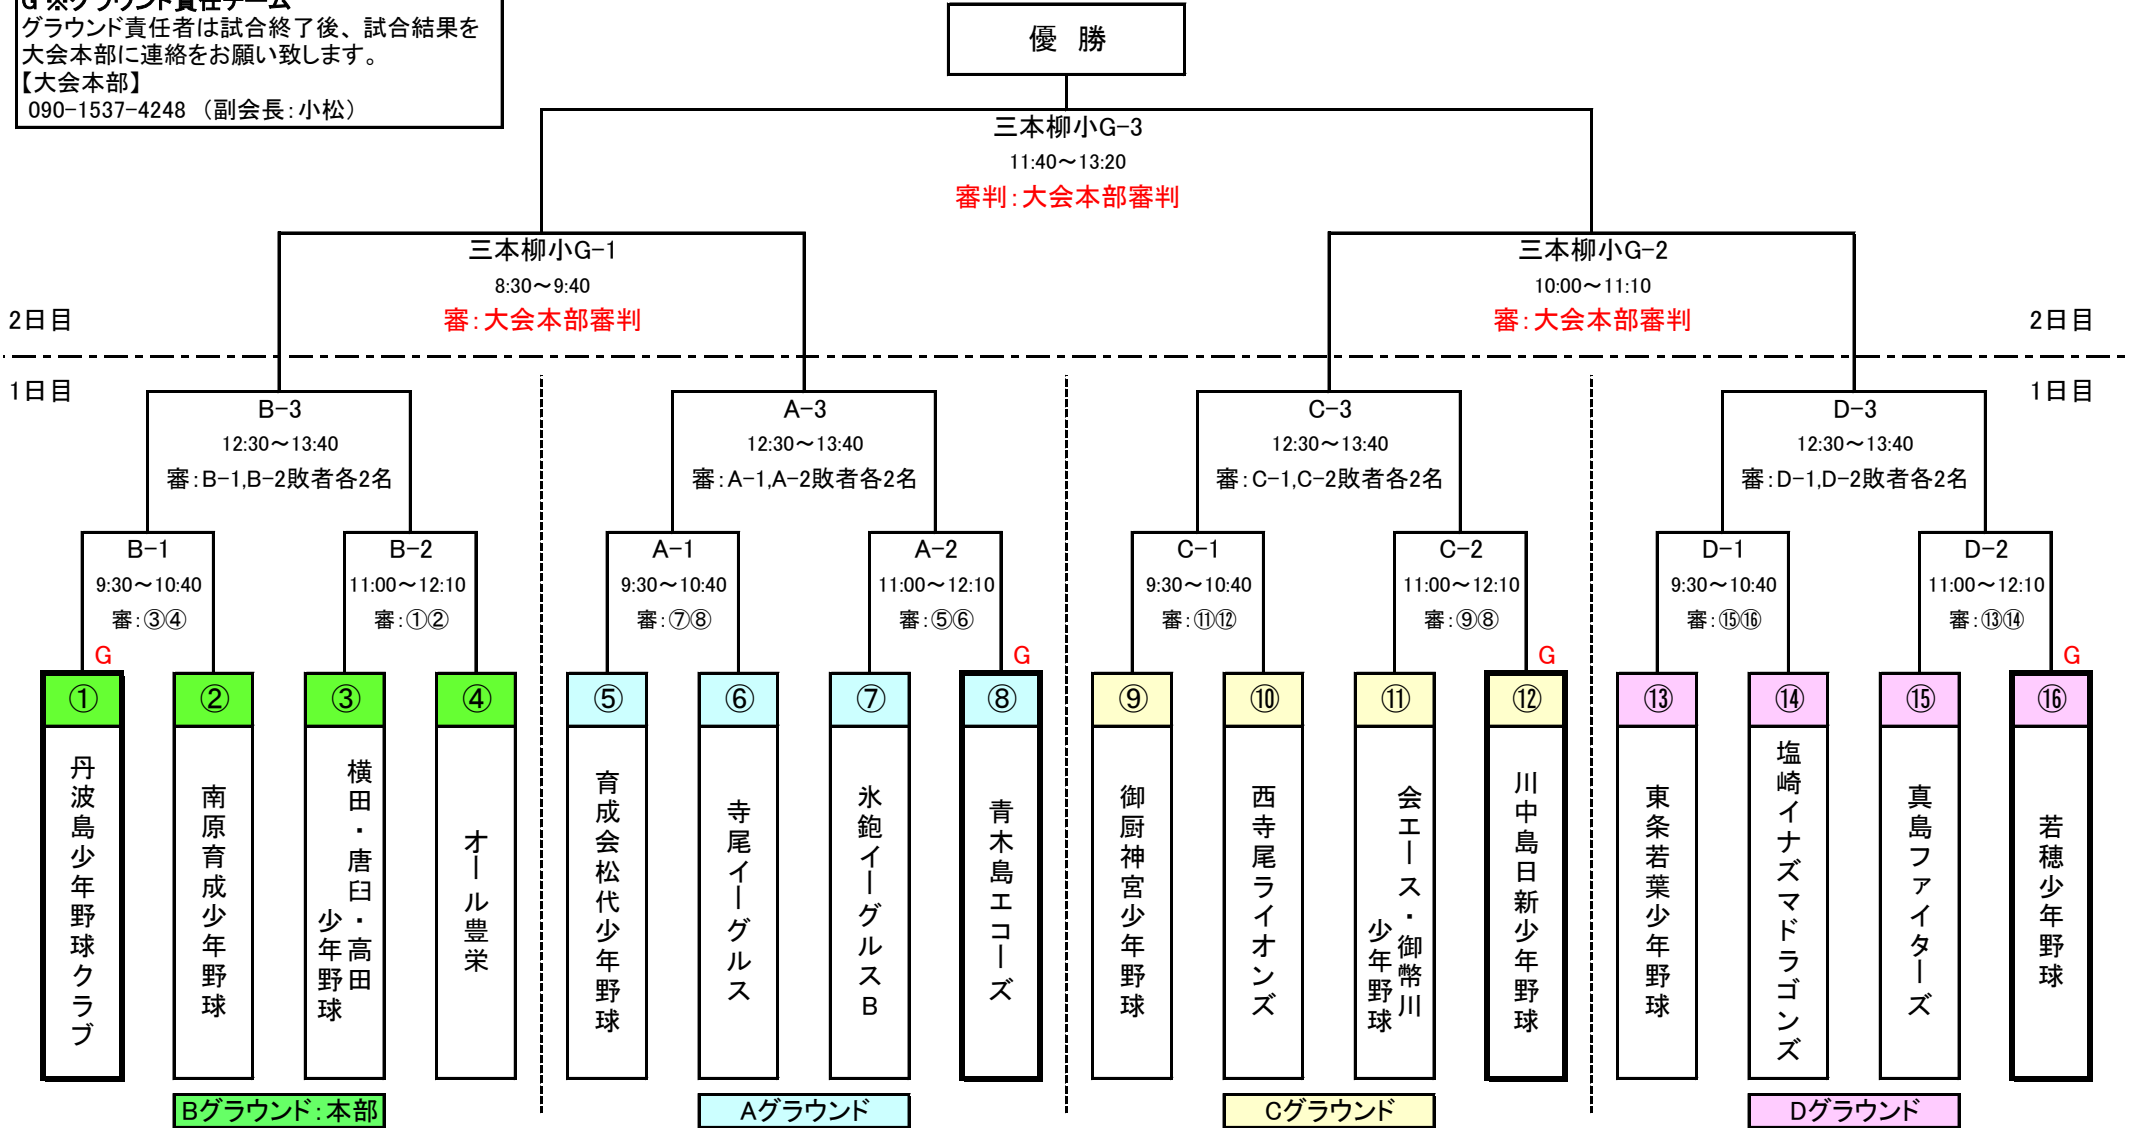 G ※グラウンド責任チーム
グラウンド責任者は試合終了後、試合結果を
大会本部に連絡をお願い致します。
【大会本部】
090-1537-4248 （副会長：小松）
優 勝
三本柳小G-3
11:40～13:20
審判：大会本部審判
三本柳小G-1
8:30～9:40
審：大会本部審判
三本柳小G-2
10:00～11:10
審：大会本部審判
2日目
2日目
1日目
1日目
B-3
12:30～13:40
審：B-1,B-2敗者各2名
A-3
12:30～13:40
審：A-1,A-2敗者各2名
C-3
12:30～13:40
審：C-1,C-2敗者各2名
D-3
12:30～13:40
審：D-1,D-2敗者各2名
B-1
9:30～10:40
審：③④
B-2
11:00～12:10
審：①②
A-1
9:30～10:40
審：⑦⑧
A-2
11:00～12:10
審：⑤⑥
C-1
9:30～10:40
審：⑪⑫
C-2
11:00～12:10
審：⑨⑧
D-1
9:30～10:40
審：⑮⑯
D-2
11:00～12:10
審：⑬⑭
G
G
G
G
①
丹波島少年野球クラブ
②
南原育成少年野球
③
横田・唐臼・高田
少年野球
④
オール豊栄
⑤
育成会松代少年野球
⑥
寺尾イーグルス
⑦
氷鉋イーグルスB
⑧
青木島エコーズ
⑨
御厨神宮少年野球
⑩
西寺尾ライオンズ
⑪
会エース・御幣川
少年野球
⑫
川中島日新少年野球
⑬
東条若葉少年野球
⑭
塩崎イナズマドラゴンズ
⑮
真島ファイターズ
⑯
若穂少年野球
Bグラウンド：本部
Aグラウンド
Cグラウンド
Dグラウンド